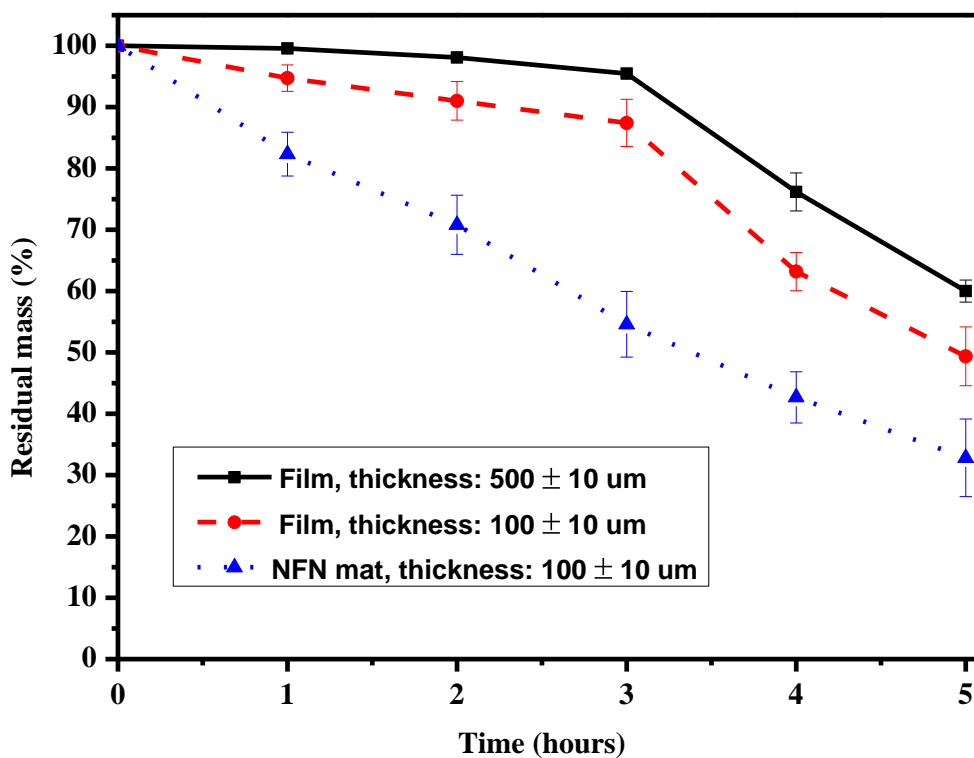 100
90
80
70
60
50
40
30
20
10
0
Residual mass (%)
Film, thickness: 500 ± 10 um
Film, thickness: 100 ± 10 um
NFN mat, thickness: 100 ± 10 um
0 1 2 3 4 5
Time (hours)